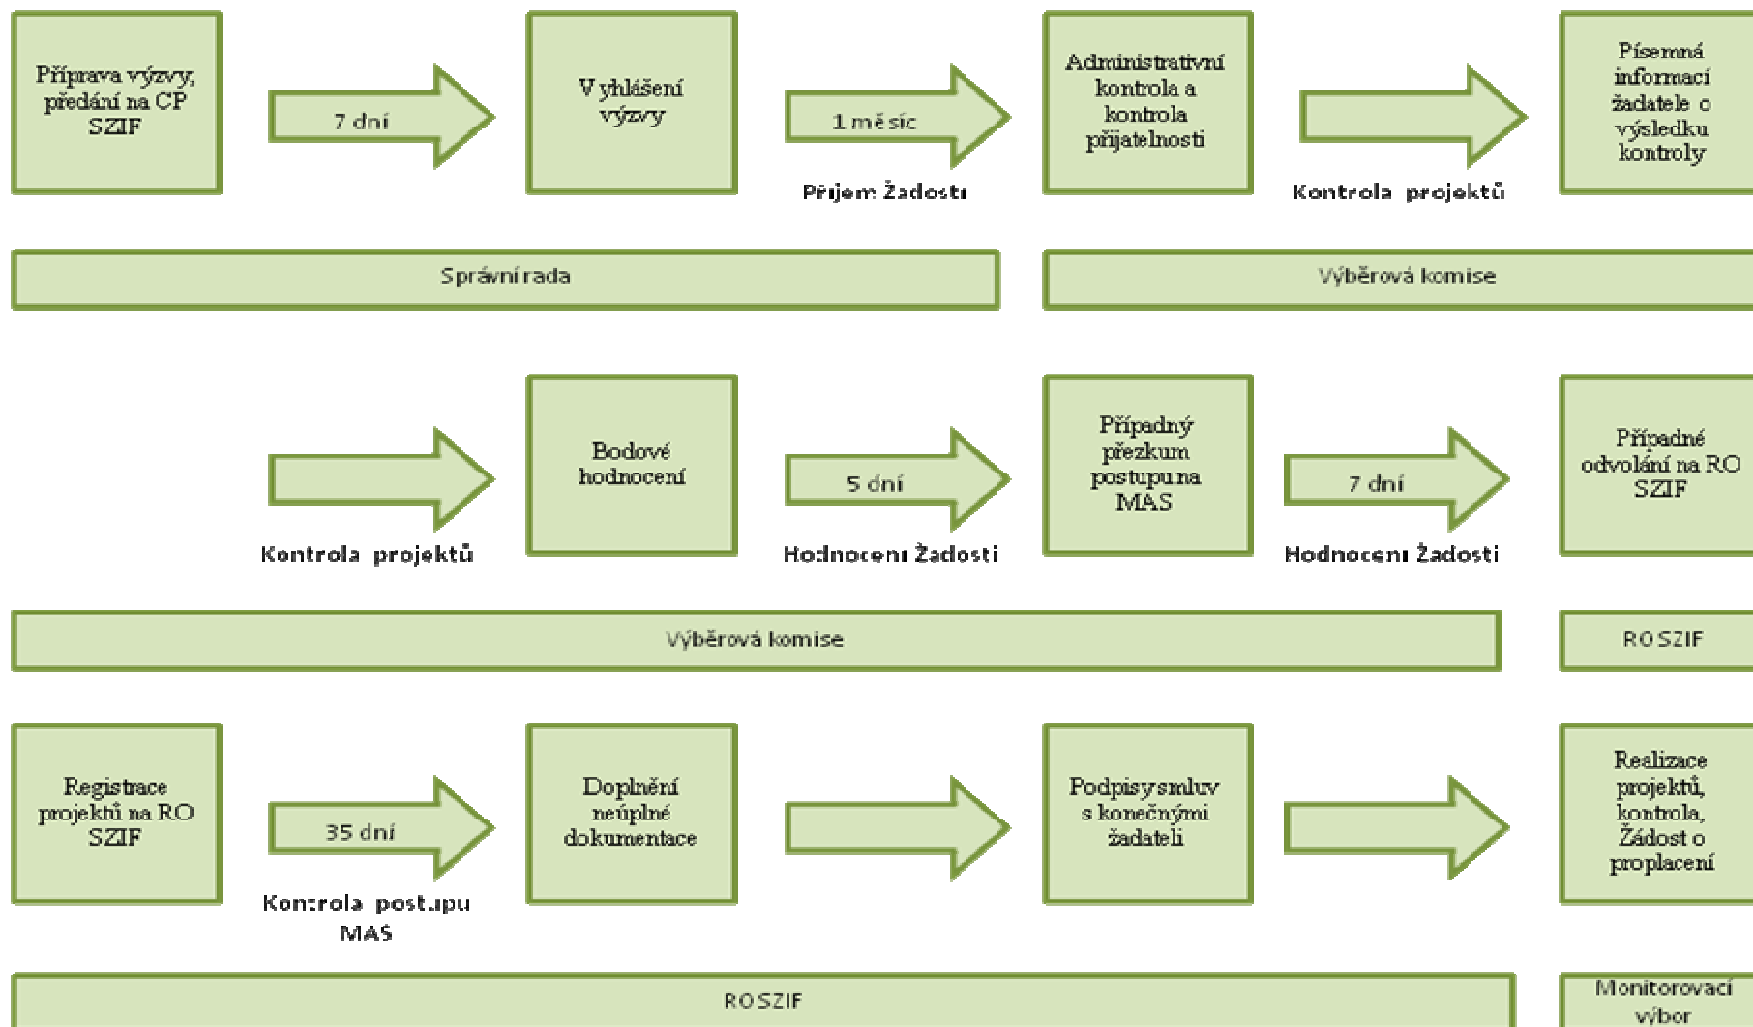 Příprava výzvy,
předání na CP
SZIF
7 dní
Vyhlášení
výzvy
1 měsíc
Příjem Žádostí
Administrativní
kontrola a
kontrola
přijatelnosti
Kontrola projektů
Písemná
informací
žadatele o
výsledku
kontroly
Správní rada
Výběrová komise
Kontrola projektů
Bodové
hodnocení
5 dní
Hodnocení Žádostí
Případný
přezkum
postupu na
MAS
7 dní
Hodnocení Žádostí
Případné
odvolání na RO
SZIF
Výběrová komise
RO SZIF
Registrace
projektů na RO
SZIF
35 dní
Kontrola postupu
MAS
Doplnění
neúplné
dokumentace
Podpisy smluv
s konečnými
žadateli
Realizace
projektů,
kontrola,
Žádost o
proplacení
RO SZIF
Monitorovací
výbor